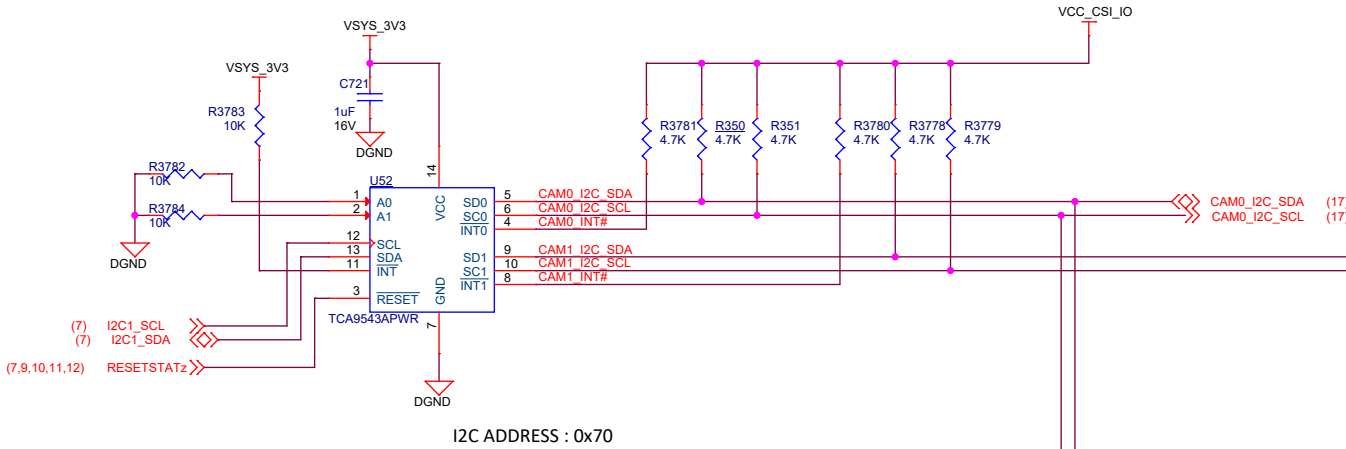 VCC_CSI_IO
VSYS_3V3
VSYS_3V3
C721
1uF
16V
DGND
R3783
10K
R3781
4.7K
R350
4.7K
R351
4.7K
R3780
4.7K
R3778
4.7K
R3779
4.7K
R3782
10K
R3784
10K
DGND
U52
14
VCC
1 A0
2 A1
12 SCL
13 SDA
11 INT
3 RESET
SD0 5 CAM0_I2C_SDA
SC0 6 CAM0_I2C_SCL
INT0 4 CAM0_INT#
SD1 9 CAM1_I2C_SDA
SC1 10 CAM1_I2C_SCL
INT1 8 CAM1_INT#
GND
7
TCA9543APWR
DGND
CAM0_I2C_SDA (17)
CAM0_I2C_SCL (17)
(7) I2C1_SCL
(7) I2C1_SDA
(7,9,10,11,12) RESETSTATz
I2C ADDRESS : 0x70